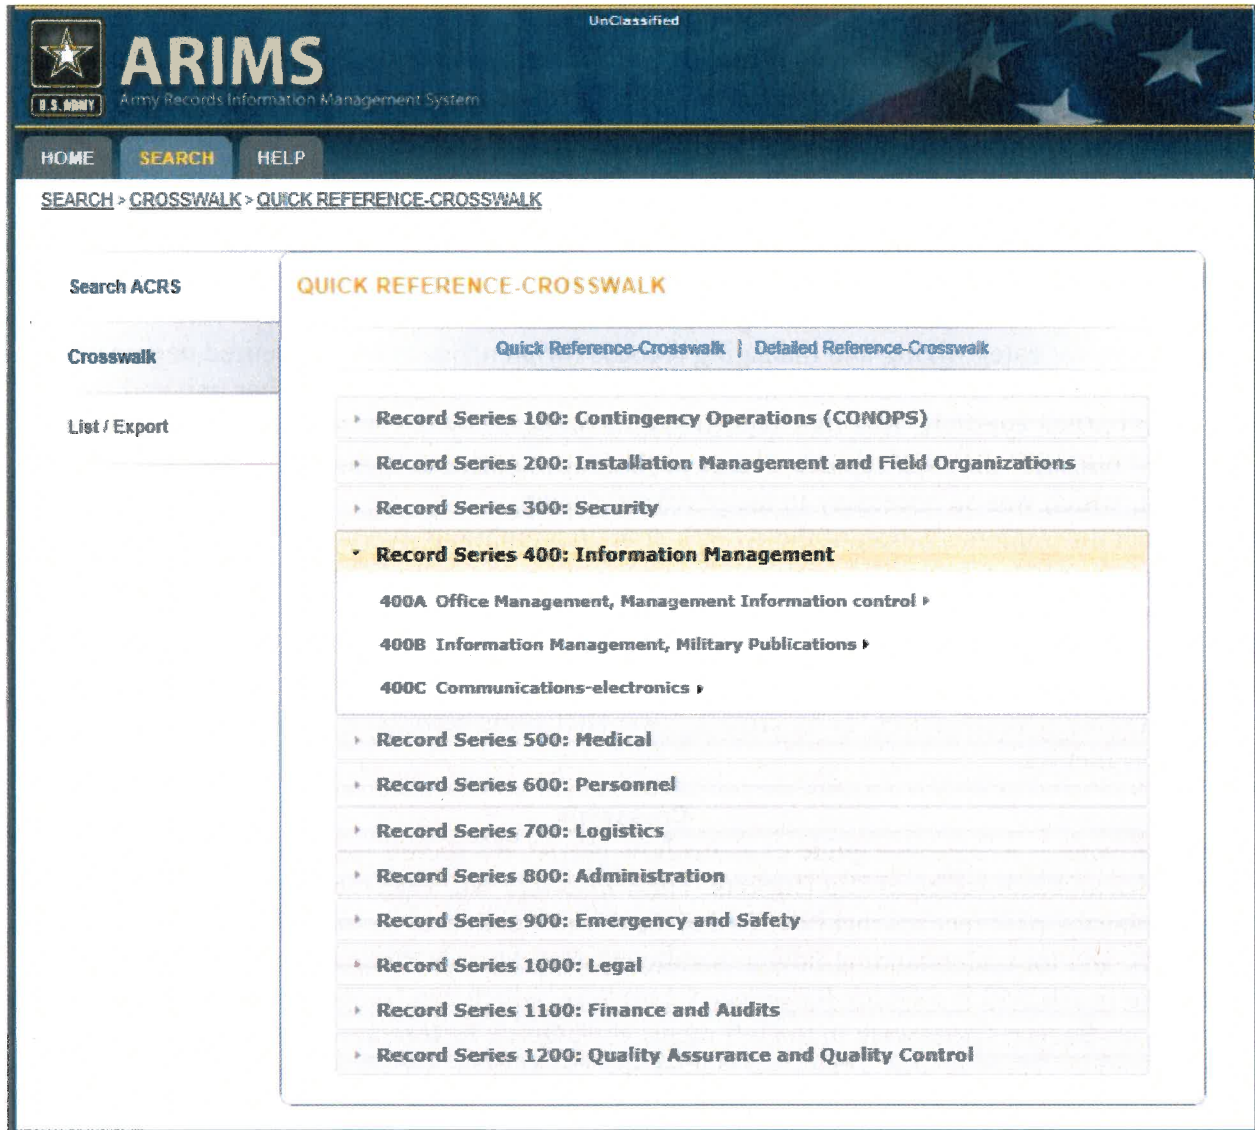 UnClassified
ARIMS
Army Records Information Management System
U.S. ARMY
HOME SEARCH HELP
SEARCH > CROSSWALK > QUICK REFERENCE-CROSSWALK
Search ACRS
Crosswalk
List / Export
QUICK REFERENCE-CROSSWALK
Quick Reference-Crosswalk | Detailed Reference-Crosswalk
Record Series 100: Contingency Operations (CONOPS)
Record Series 200: Installation Management and Field Organizations
Record Series 300: Security
Record Series 400: Information Management
400A Office Management, Management Information control
400B Information Management, Military Publications
400C Communications-electronics
Record Series 500: Medical
Record Series 600: Personnel
Record Series 700: Logistics
Record Series 800: Administration
Record Series 900: Emergency and Safety
Record Series 1000: Legal
Record Series 1100: Finance and Audits
Record Series 1200: Quality Assurance and Quality Control